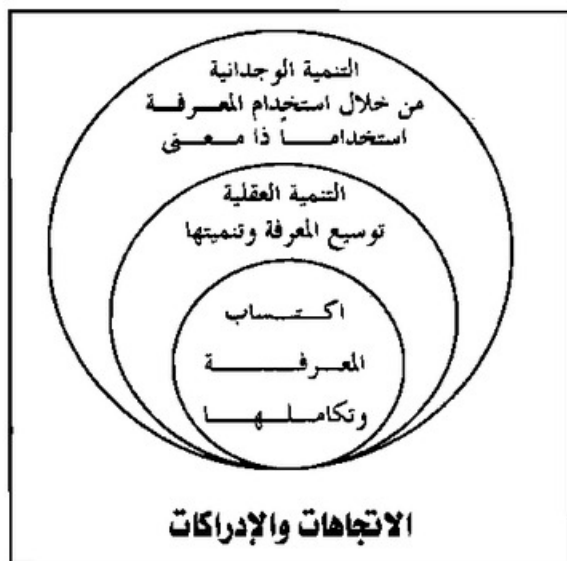 التنمية الوجدانية
من خلال استخدام المعرفة
استخداماً ذا معنى
التنمية العقلية
توسيع المعرفة وتنميتها
اكتساب
المعرفة
وتكاملها
الاتجاهات والإدراكات